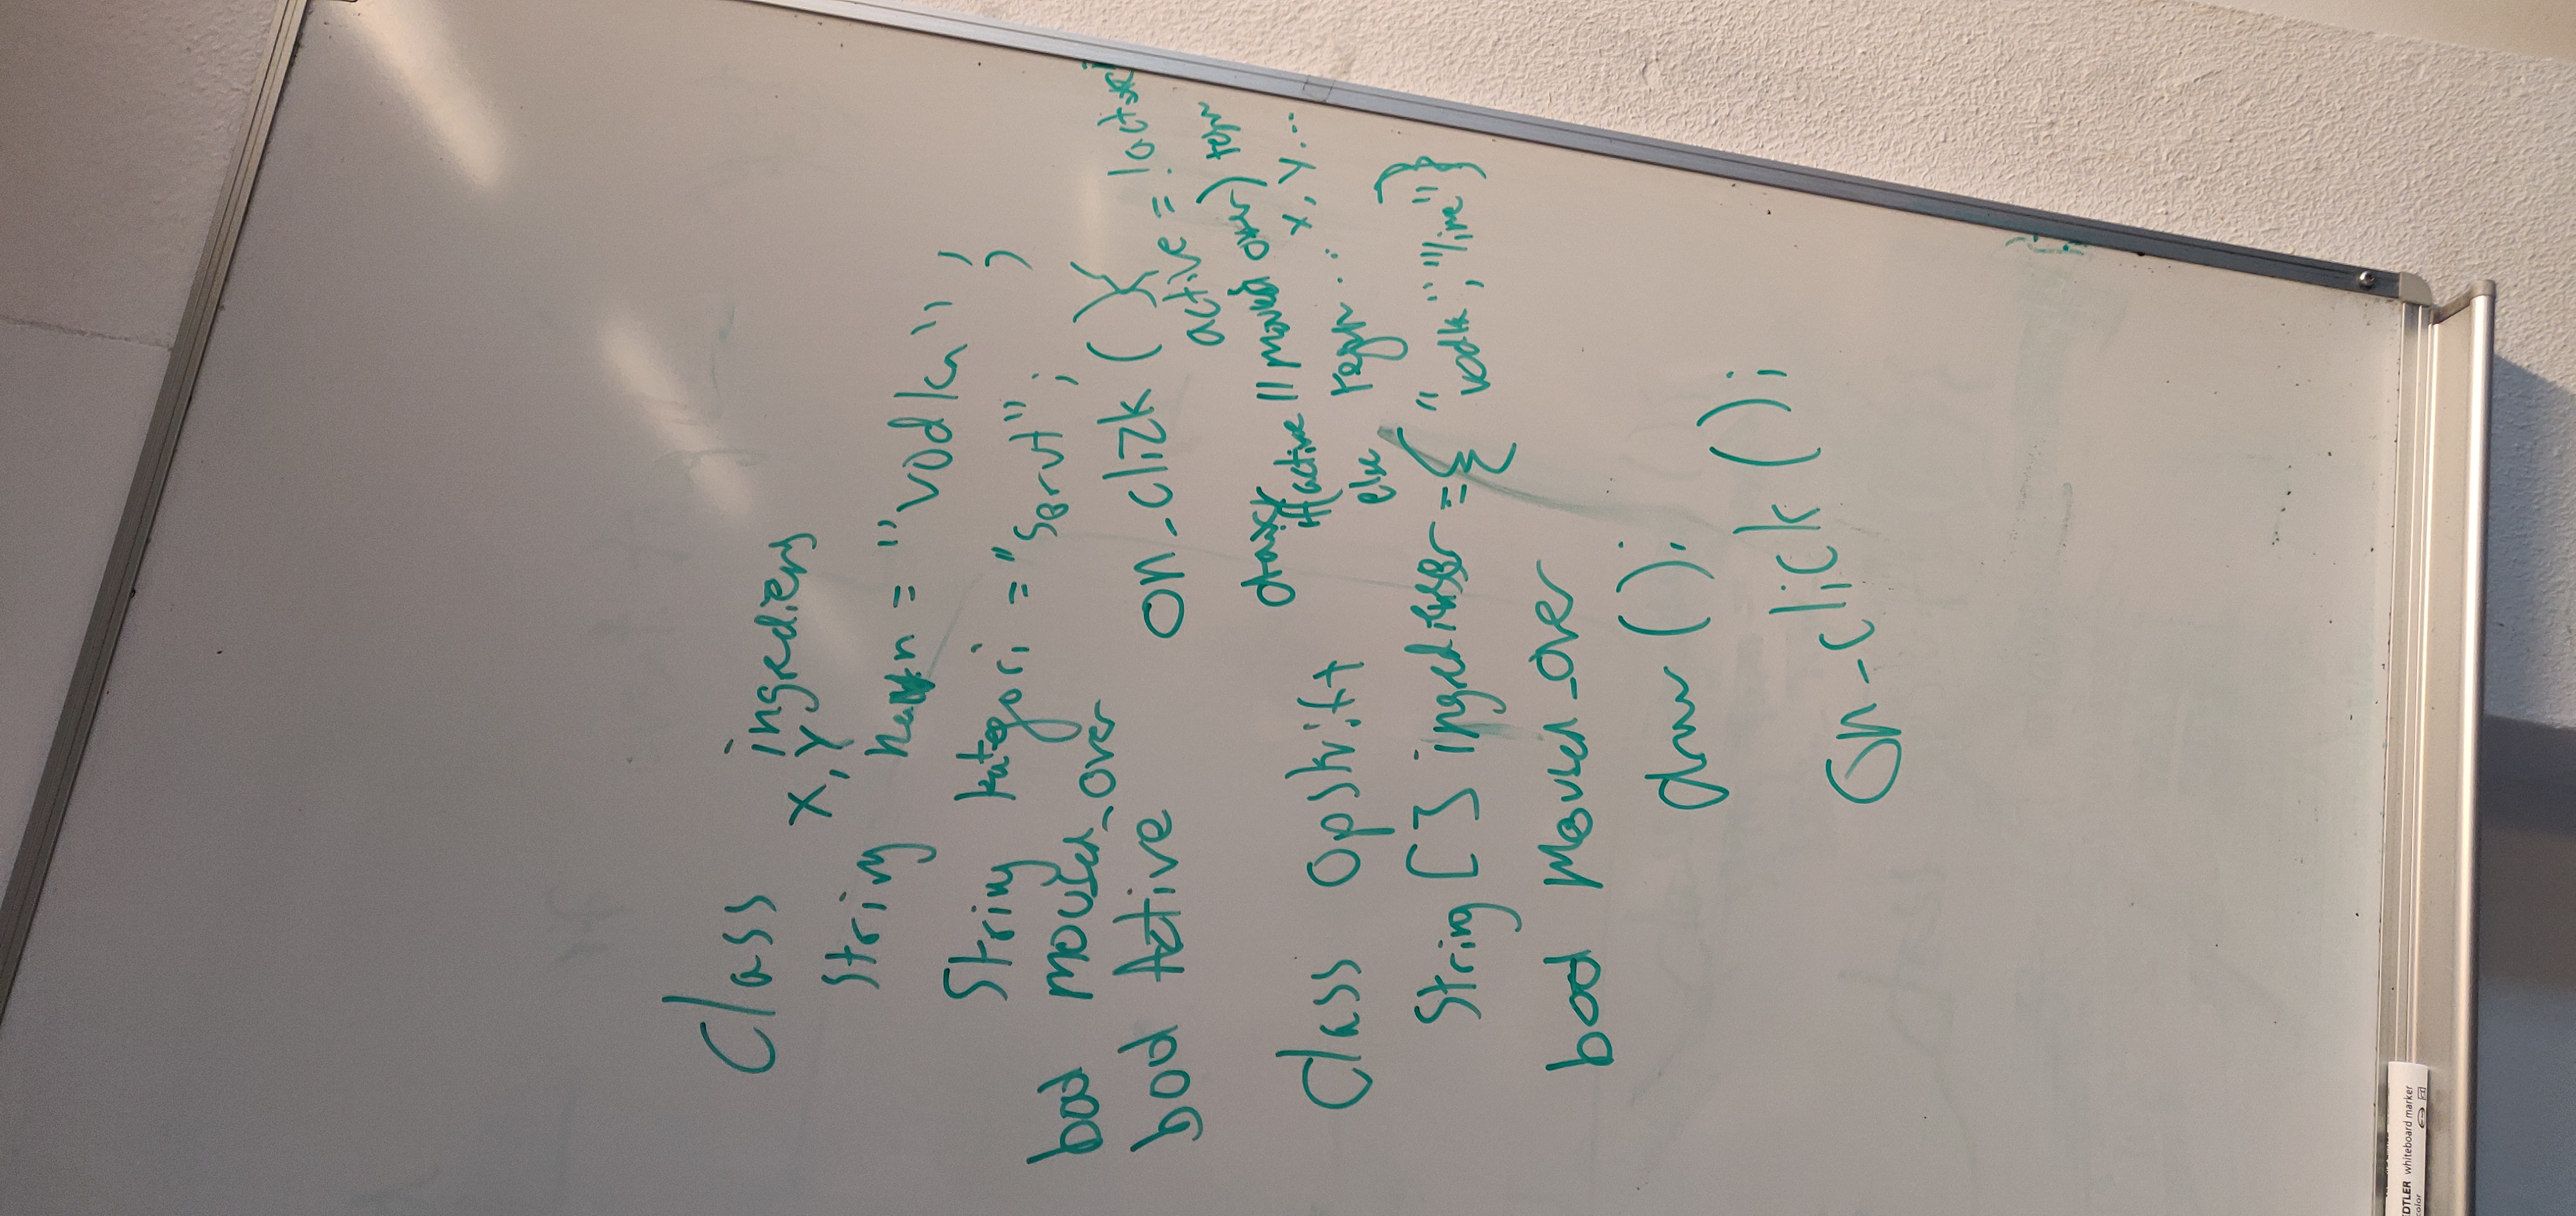 Class ingrediens
x, y
String navn = "vodka";
String kategori = "Sprut";
bool moused_over
bool Active
on_click () {
active = !active
draw
if(active || moused over) tegn
x, y...
else tegn...
Class Opskrift
String [] ingredienser = { "vodka", "lime" }
bool Moused_over
draw ();
On_click ();
EDTLER whiteboard marker
color